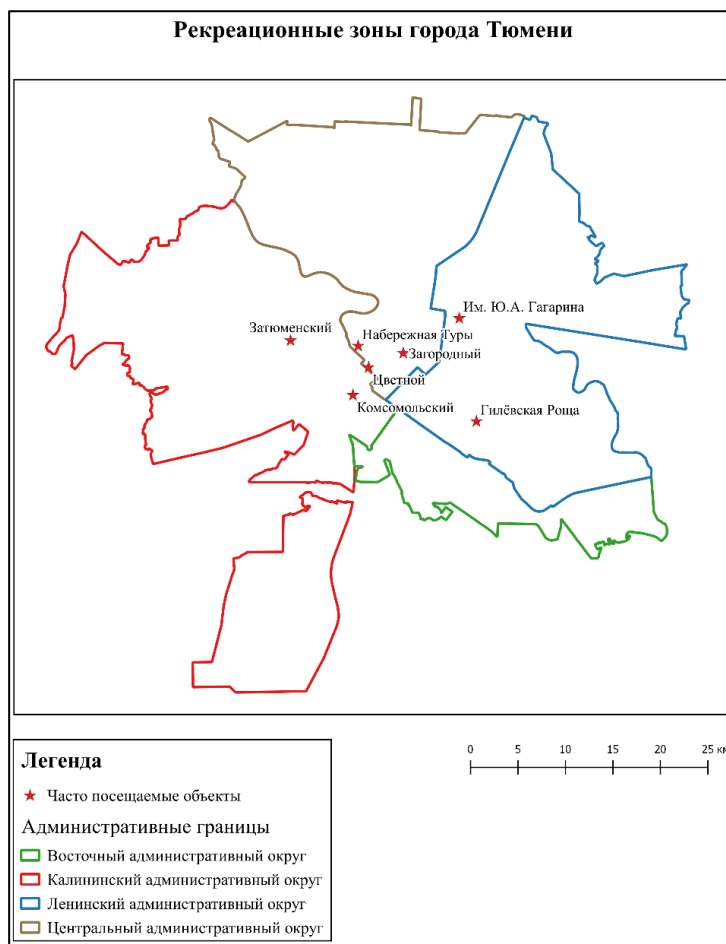 Рекреационные зоны города Тюмени
Им. Ю.А. Гагарина
Затюменский
Набережная Туры
Загородный
Цветной
Комсомольский
Гилёвская Роща
Легенда
Часто посещаемые объекты
Административные границы
Восточный административный округ
Калининский административный округ
Ленинский административный округ
Центральный административный округ
0 5 10 15 20 25 км